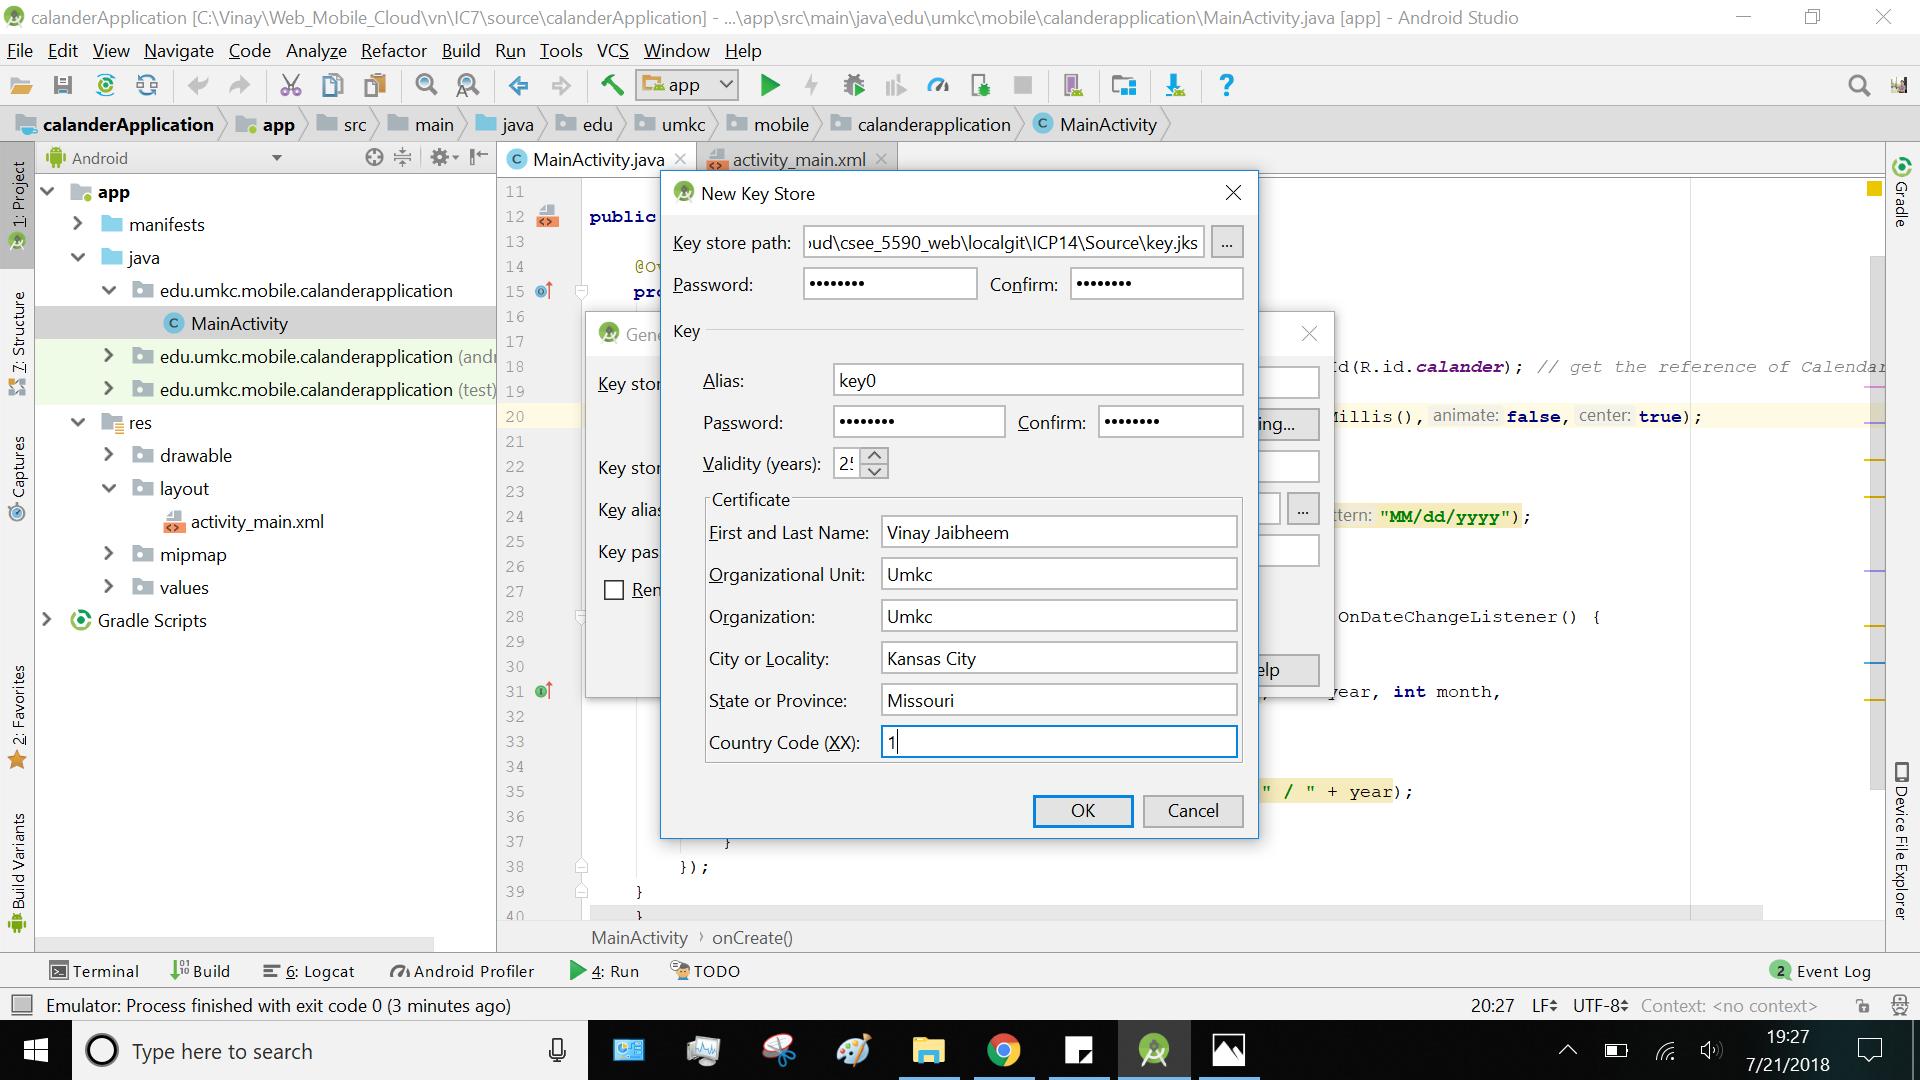 calanderApplication [C:\Vinay\Web_Mobile_Cloud\vn\IC7\source\calanderApplication] - ...\app\src\main\java\edu\umkc\mobile\calanderapplication\MainActivity.java [app] - Android Studio
File Edit View Navigate Code Analyze Refactor Build Run Tools VCS Window Help
app
calanderApplication app src main java edu umkc mobile calanderapplication MainActivity
Android
MainActivity.java activity_main.xml
1: Project
7: Structure
Captures
2: Favorites
Build Variants
app
manifests
java
edu.umkc.mobile.calanderapplication
MainActivity
edu.umkc.mobile.calanderapplication (andr
edu.umkc.mobile.calanderapplication (test)
res
drawable
layout
activity_main.xml
mipmap
values
Gradle Scripts
11
12 public
13
14 @Ov
15 pro
16
17
18 d(R.id.calander); // get the reference of Calendar
19
20 Millis(), animate: false, center: true);
21
22
23
24 ttern: "MM/dd/yyyy");
25
26
27
28 OnDateChangeListener() {
29
30
31 year, int month,
32
33
34
35 " / " + year);
36
37 }
38 });
39 }
40 }
Gene
Key stor
ing...
Key stor
Key alias
...
Key pas
Rem
elp
New Key Store
Key store path: oud\csee_5590_web\localgit\ICP14\Source\key.jks ...
Password: •••••••• Confirm: ••••••••
Key
Alias: key0
Password: •••••••• Confirm: ••••••••
Validity (years): 25
Certificate
First and Last Name: Vinay Jaibheem
Organizational Unit: Umkc
Organization: Umkc
City or Locality: Kansas City
State or Province: Missouri
Country Code (XX): 1
OK Cancel
Gradle
Device File Explorer
MainActivity › onCreate()
Terminal Build 6: Logcat Android Profiler 4: Run TODO 2 Event Log
Emulator: Process finished with exit code 0 (3 minutes ago) 20:27 LF UTF-8 Context: <no context>
Type here to search
19:27
7/21/2018